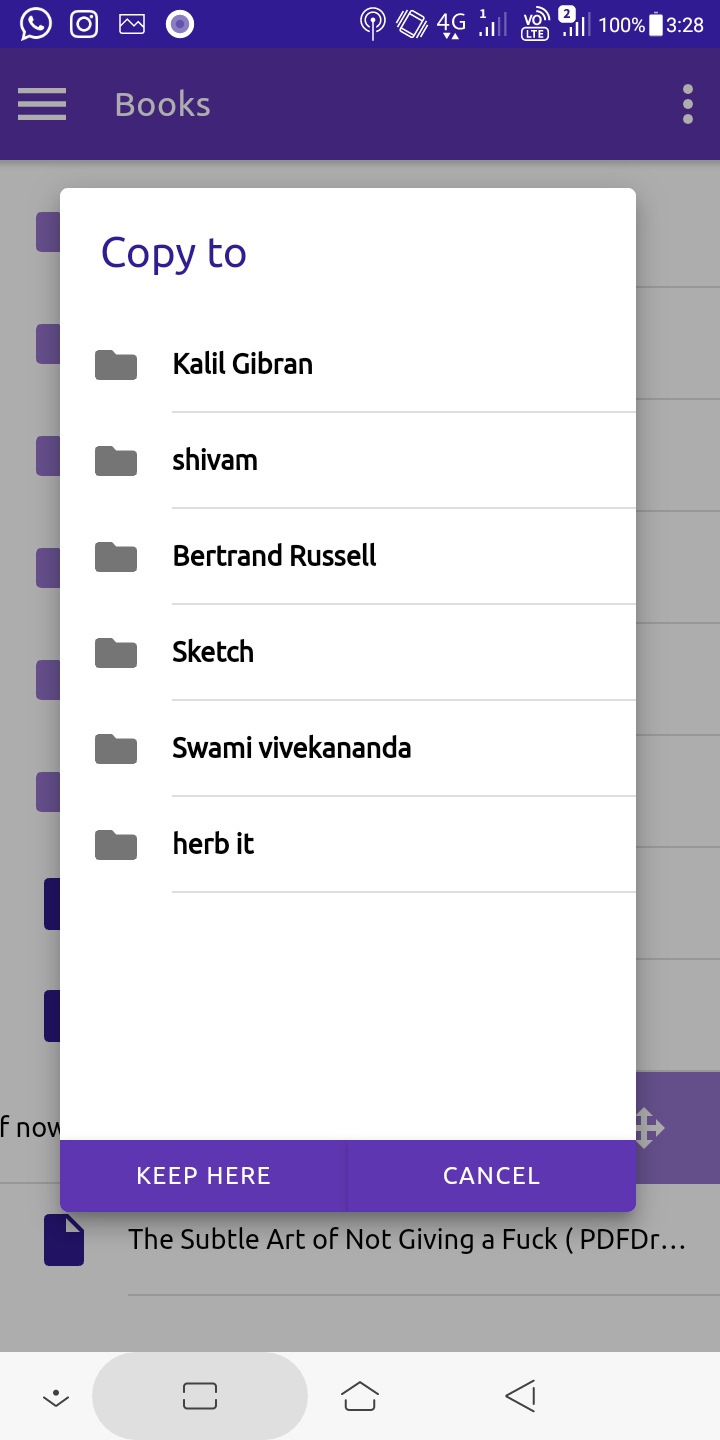 4G 1 VO LTE 2 100% 3:28
Books
Copy to
Kalil Gibran
shivam
Bertrand Russell
Sketch
Swami vivekananda
herb it
f now
KEEP HERE CANCEL
The Subtle Art of Not Giving a Fuck ( PDFDr...